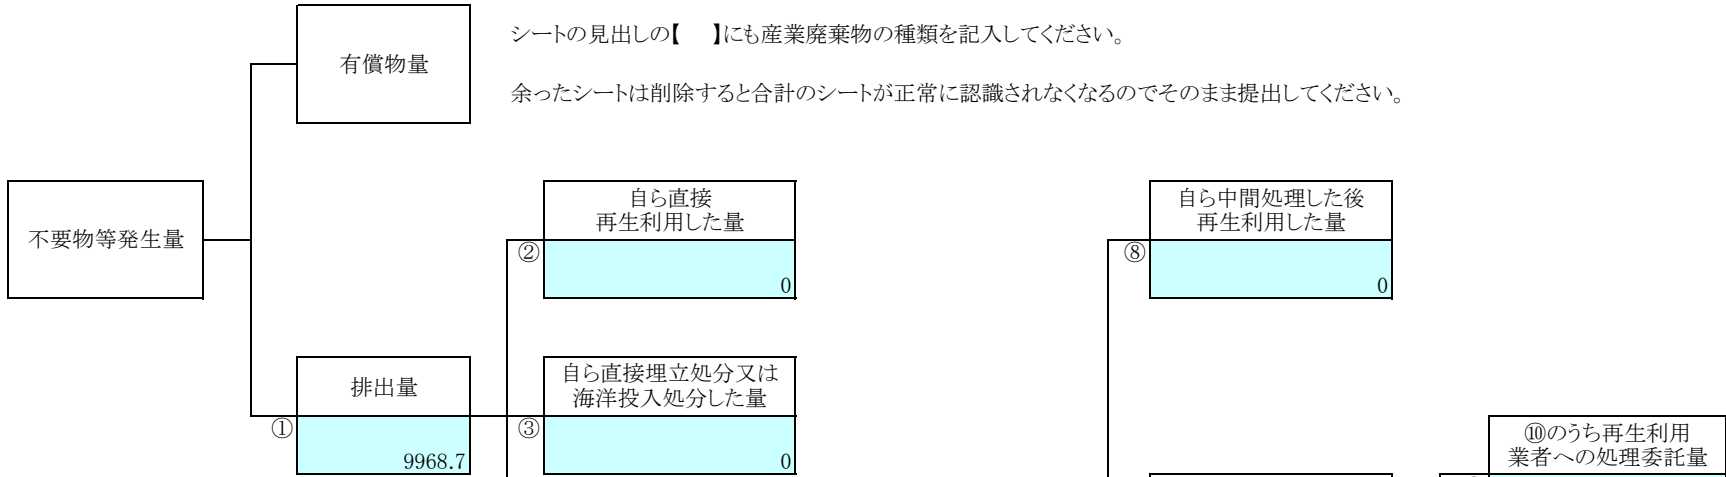 シートの見出しの【　】にも産業廃棄物の種類を記入してください。
有償物量
余ったシートは削除すると合計のシートが正常に認識されなくなるのでそのまま提出してください。
不要物等発生量
自ら直接
再生利用した量
②
0
自ら中間処理した後
再生利用した量
⑧
0
排出量
①
9968.7
自ら直接埋立処分又は
海洋投入処分した量
③
0
⑩のうち再生利用
業者への処理委託量